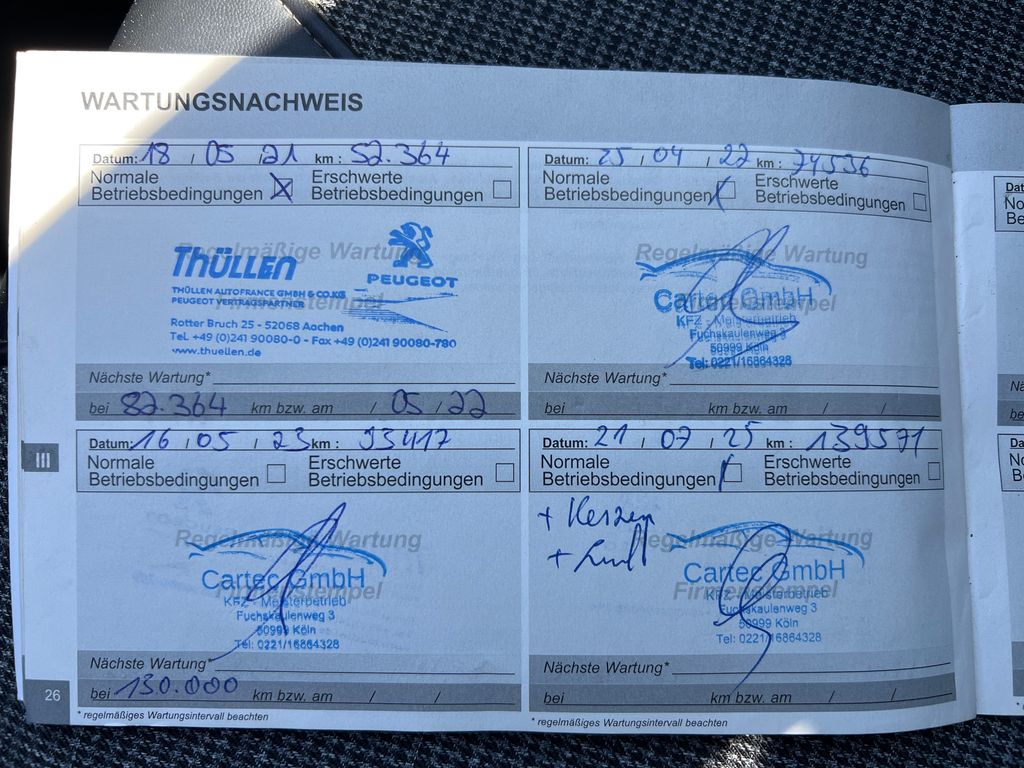 WARTUNGSNACHWEIS
Datum: 18 / 05 / 21 km : 52.364
Normale Betriebsbedingungen Erschwerte Betriebsbedingungen
Regelmäßige Wartung
Firmenstempel
THÜLLEN
PEUGEOT
THÜLLEN AUTOFRANCE GMBH & CO.KG
PEUGEOT VERTRAGSPARTNER
Rotter Bruch 25 - 52068 Aachen
Tel. +49 (0)241 90080-0 - Fax +49 (0)241 90080-780
www.thuellen.de
Nächste Wartung*
bei 82.364 km bzw. am / 05 / 22
Datum: 25 / 04 / 22 km : 74536
Normale Betriebsbedingungen Erschwerte Betriebsbedingungen
Regelmäßige Wartung
Firmenstempel
Cartec GmbH
KFZ - Meisterbetrieb
Fuchskaulenweg 3
50999 Köln
Tel: 0221/16864328
Nächste Wartung*
bei km bzw. am / /
Datum: 16 / 05 / 23 km : 93417
Normale Betriebsbedingungen Erschwerte Betriebsbedingungen
Regelmäßige Wartung
Firmenstempel
Cartec GmbH
KFZ - Meisterbetrieb
Fuchskaulenweg 3
50999 Köln
Tel: 0221/16864328
Nächste Wartung*
bei 130.000 km bzw. am / /
* regelmäßiges Wartungsintervall beachten
Datum: 21 / 07 / 25 km : 139571
Normale Betriebsbedingungen Erschwerte Betriebsbedingungen
+ Kerzen
+
Regelmäßige Wartung
Firmenstempel
Cartec GmbH
KFZ - Meisterbetrieb
Fuchskaulenweg 3
50999 Köln
Tel: 0221/16864328
Nächste Wartung*
bei km bzw. am / /
* regelmäßiges Wartungsintervall beachten
III
26